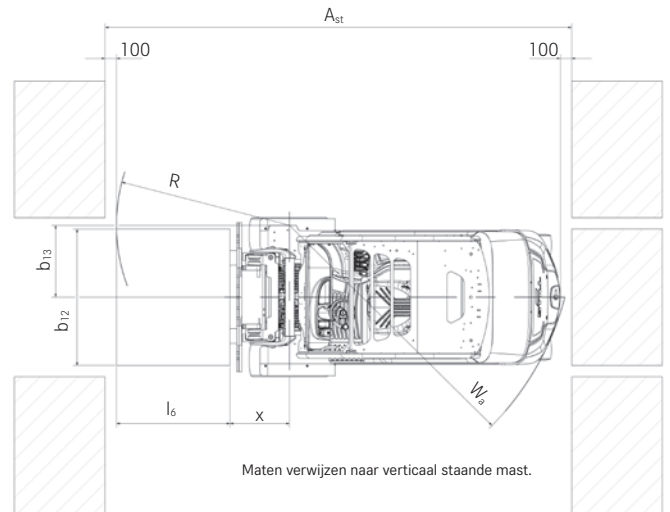 Ast
100
100
R
b13
b12
Wa
l6
x
Maten verwijzen naar verticaal staande mast.